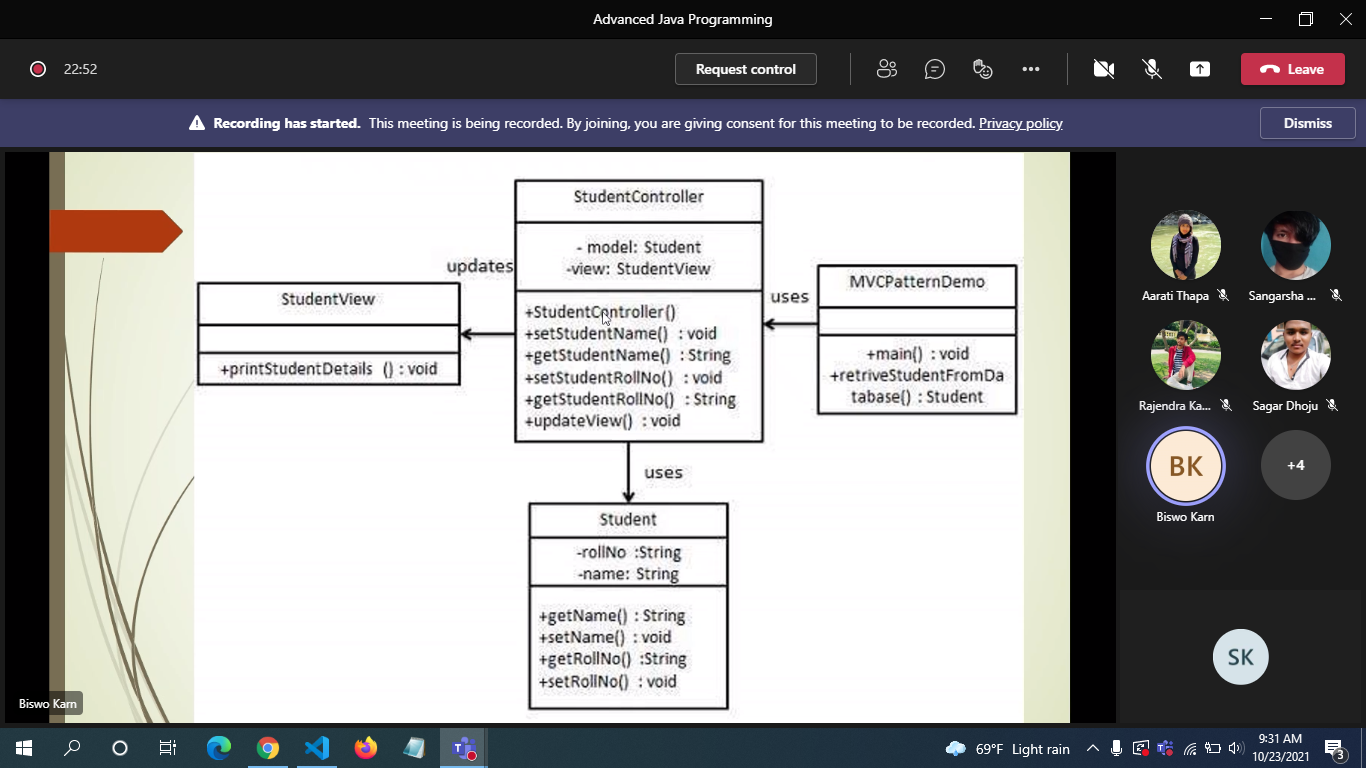 Advanced Java Programming
22:52
Request control
Leave
Recording has started. This meeting is being recorded. By joining, you are giving consent for this meeting to be recorded. Privacy policy
Dismiss
StudentController
- model: Student
-view: StudentView
+StudentController()
+setStudentName() : void
+getStudentName() : String
+setStudentRollNo() : void
+getStudentRollNo() : String
+updateView() : void
updates
StudentView
+printStudentDetails () : void
uses
MVCPatternDemo
+main() : void
+retriveStudentFromDa
tabase() : Student
uses
Student
-rollNo :String
-name: String
+getName() : String
+setName() : void
+getRollNo() :String
+setRollNo() : void
Biswo Karn
Aarati Thapa
Sangarsha ...
Rajendra Ka...
Sagar Dhoju
BK
+4
Biswo Karn
SK
69°F Light rain
9:31 AM
10/23/2021
3